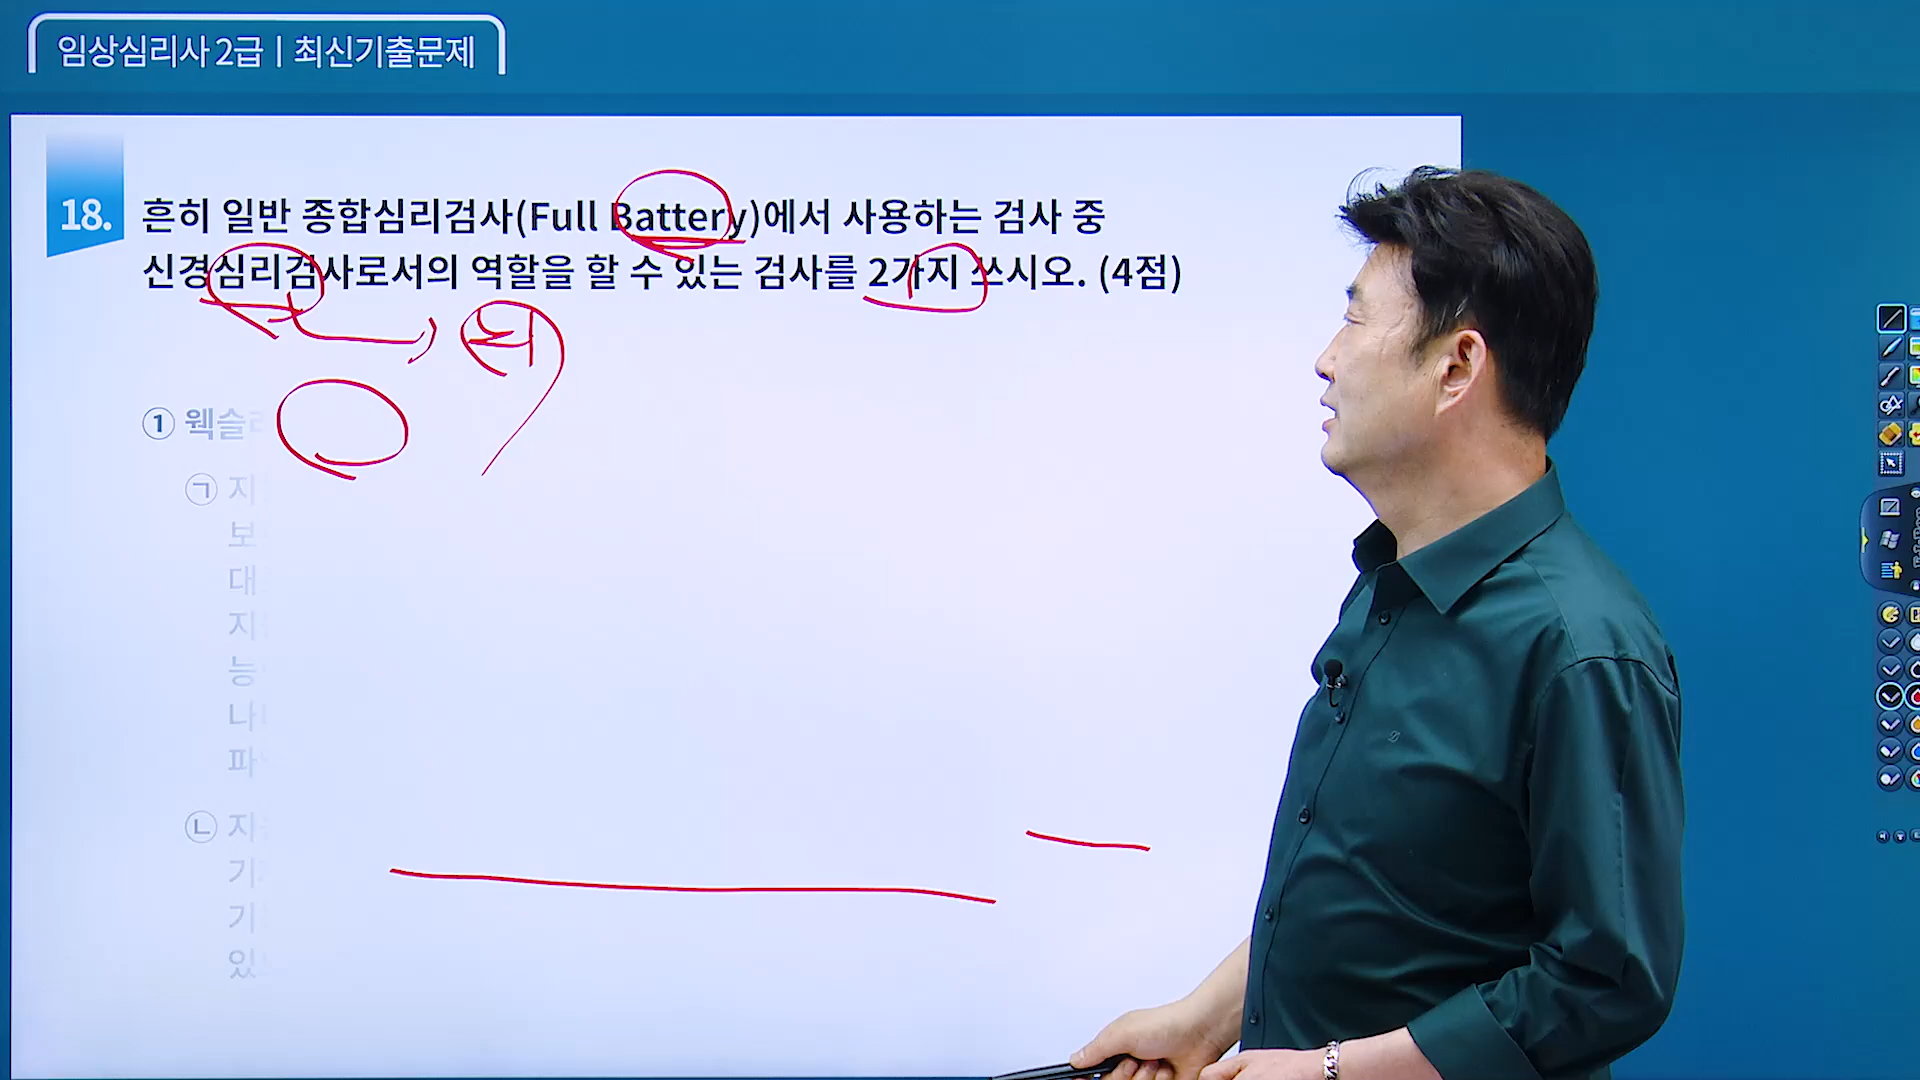 임상심리사 2급 | 최신기출문제
18. 흔히 일반 종합심리검사(Full Battery)에서 사용하는 검사 중
신경심리검사로서의 역할을 할 수 있는 검사를 2가지 쓰시오. (4점)
뇌
① 웩슬
㉠ 지
보
대
지
능
나
파
㉡ 지
기
기
있